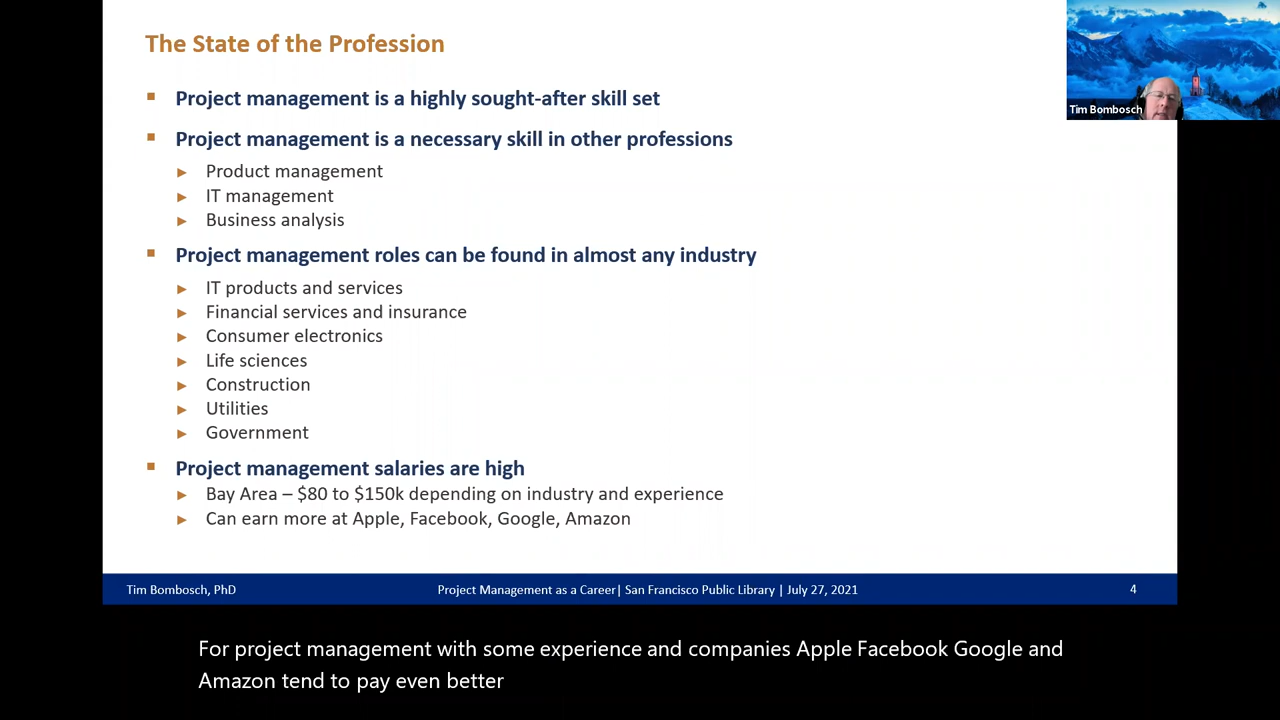 The State of the Profession
Tim Bombosch
▪ Project management is a highly sought-after skill set
▪ Project management is a necessary skill in other professions
► Product management
► IT management
► Business analysis
▪ Project management roles can be found in almost any industry
► IT products and services
► Financial services and insurance
► Consumer electronics
► Life sciences
► Construction
► Utilities
► Government
▪ Project management salaries are high
► Bay Area – $80 to $150k depending on industry and experience
► Can earn more at Apple, Facebook, Google, Amazon
Tim Bombosch, PhD
Project Management as a Career| San Francisco Public Library | July 27, 2021
4
For project management with some experience and companies Apple Facebook Google and
Amazon tend to pay even better